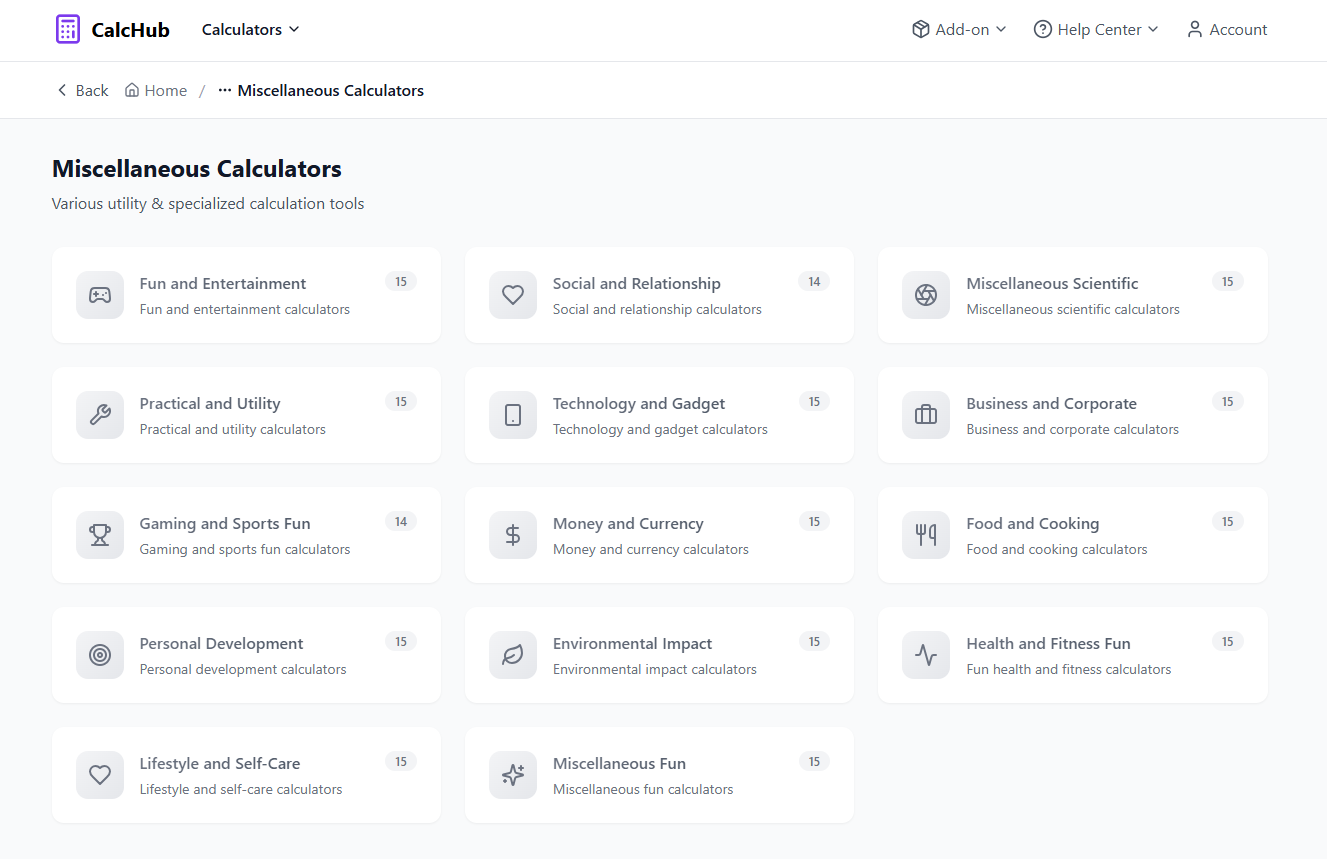 CalcHub Calculators Add-on Help Center Account
Back Home / ··· Miscellaneous Calculators
Miscellaneous Calculators
Various utility & specialized calculation tools
Fun and Entertainment 15
Fun and entertainment calculators
Social and Relationship 14
Social and relationship calculators
Miscellaneous Scientific 15
Miscellaneous scientific calculators
Practical and Utility 15
Practical and utility calculators
Technology and Gadget 15
Technology and gadget calculators
Business and Corporate 15
Business and corporate calculators
Gaming and Sports Fun 14
Gaming and sports fun calculators
Money and Currency 15
Money and currency calculators
Food and Cooking 15
Food and cooking calculators
Personal Development 15
Personal development calculators
Environmental Impact 15
Environmental impact calculators
Health and Fitness Fun 15
Fun health and fitness calculators
Lifestyle and Self-Care 15
Lifestyle and self-care calculators
Miscellaneous Fun 15
Miscellaneous fun calculators